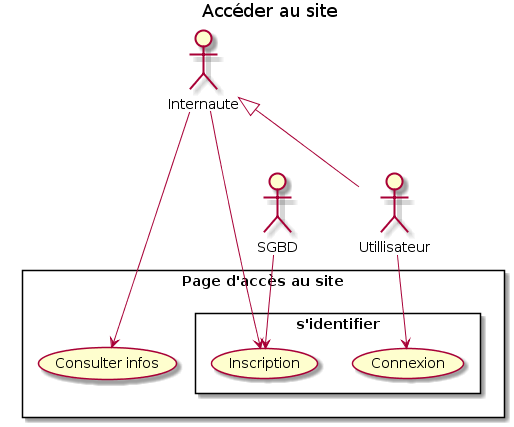 Accéder au site
Internaute
SGBD
Utillisateur
Page d'accès au site
s'identifier
Consulter infos
Inscription
Connexion